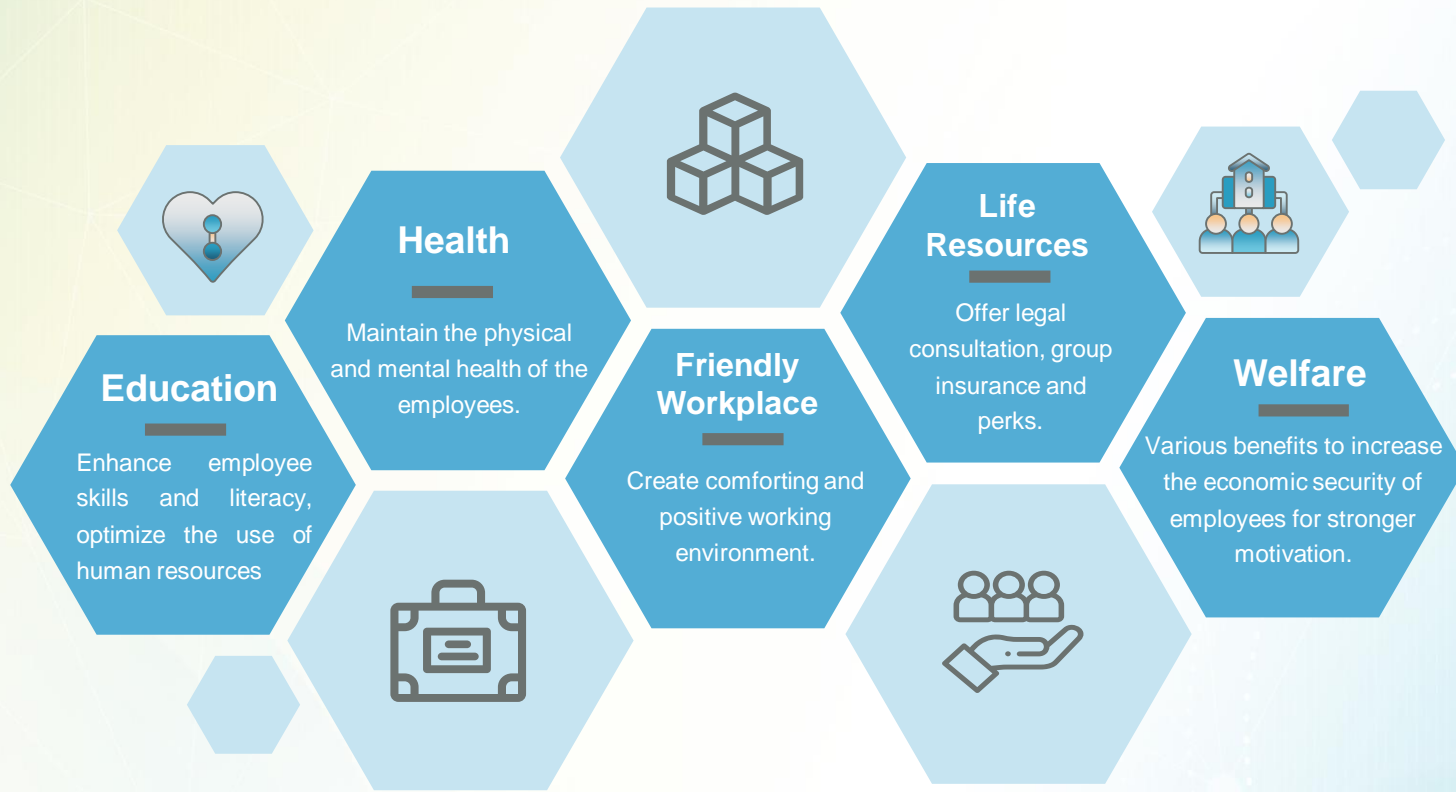 Education
Enhance employee
skills and literacy,
optimize the use of
human resources
Health
Maintain the physical
and mental health of the
employees.
Friendly
Workplace
Create comforting and
positive working
environment.
Life
Resources
Offer legal
consultation, group
insurance and
perks.
Welfare
Various benefits to increase
the economic security of
employees for stronger
motivation.